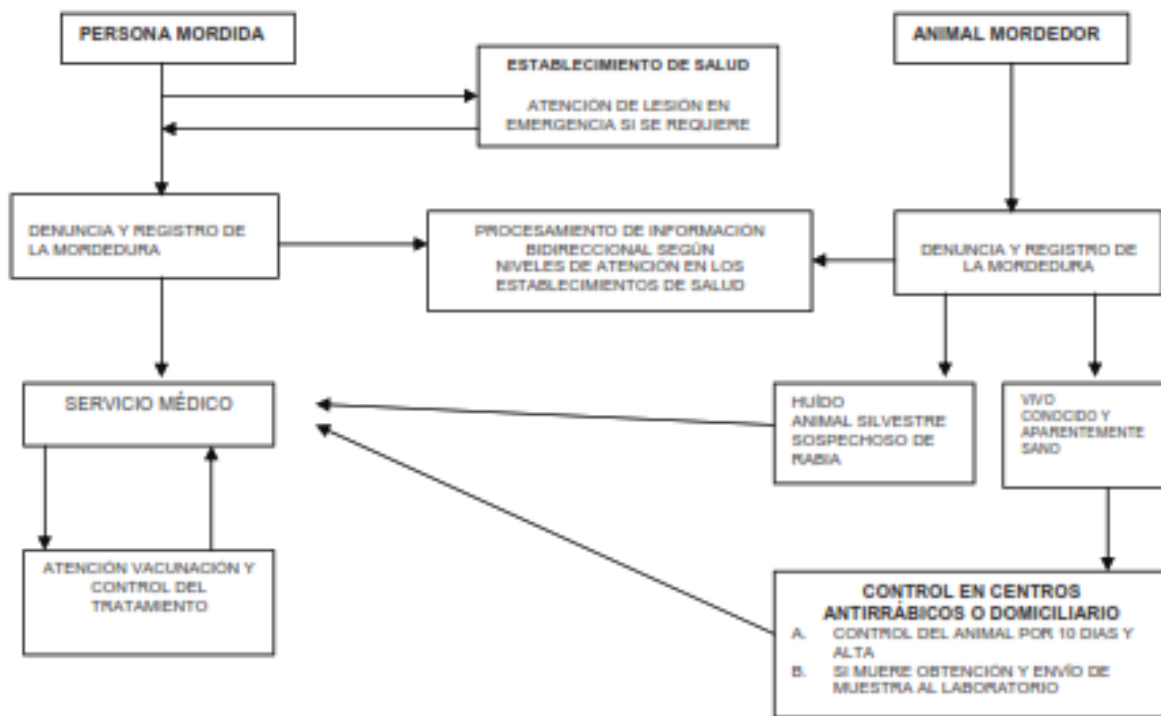 PERSONA MORDIDA
ANIMAL MORDEDOR
ESTABLECIMIENTO DE SALUD
ATENCIÓN DE LESIÓN EN
EMERGENCIA SI SE REQUIERE
DENUNCIA Y REGISTRO DE
LA MORDEDURA
PROCESAMIENTO DE INFORMACIÓN
BIDIRECCIONAL SEGÚN
NIVELES DE ATENCIÓN EN LOS
ESTABLECIMIENTOS DE SALUD
DENUNCIA Y REGISTRO DE
LA MORDEDURA
SERVICIO MÉDICO
HUÍDO
ANIMAL SILVESTRE
SOSPECHOSO DE
RABIA
VIVO
CONOCIDO Y
APARENTEMENTE
SANO
ATENCIÓN VACUNACIÓN Y
CONTROL DEL
TRATAMIENTO
CONTROL EN CENTROS
ANTIRRÁBICOS O DOMICILIARIO
A. CONTROL DEL ANIMAL POR 10 DIAS Y
ALTA
B. SI MUERE OBTENCIÓN Y ENVÍO DE
MUESTRA AL LABORATORIO